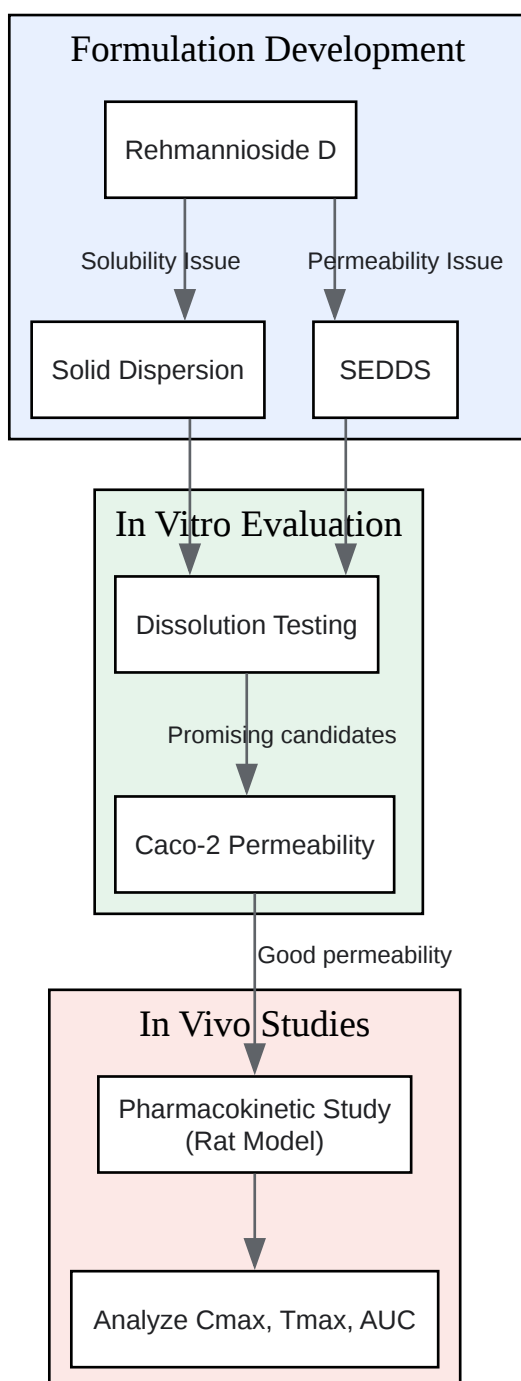 Formulation Development
Rehmannioside D
Solubility Issue
Permeability Issue
Solid Dispersion
SEDDS
In Vitro Evaluation
Dissolution Testing
Promising candidates
Caco-2 Permeability
Good permeability
In Vivo Studies
Pharmacokinetic Study
(Rat Model)
Analyze Cmax, Tmax, AUC